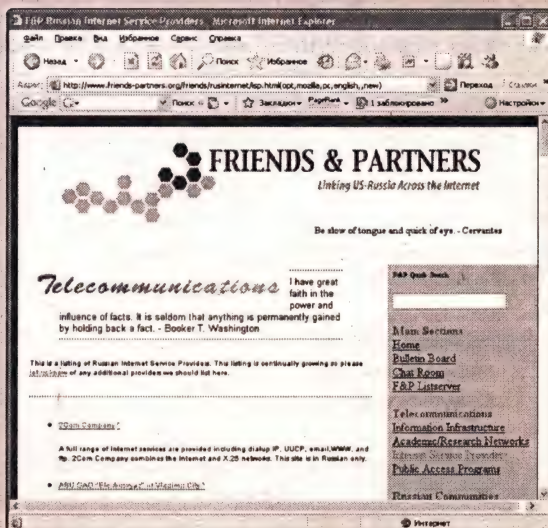 F&P Russian Internet Service Providers - Microsoft Internet Explorer
Файл Правка Вид Избранное Сервис Справка
Назад Поиск Избранное
Адрес: http://www.friends-partners.org/friends/rusinternet/isp.html(opt,mozilla,pc,english,,new) Переход Ссылки
Google Поиск Закладки PageRank 1 заблокировано Настройки
FRIENDS & PARTNERS
Linking US-Russia Across the Internet
Be slow of tongue and quick of eye. - Cervantes
Telecommunications
I have great
faith in the
power and
influence of facts. It is seldom that anything is permanently gained
by holding back a fact. - Booker T. Washington
This is a listing of Russian Internet Service Providers. This listing is continually growing so please
let us know of any additional providers we should list here.
2Com Company*
A full range of Internet services are provided including dialup IP, UUCP, email, WWW, and
ftp. 2Com Company combines the Internet and X.25 networks. This site is in Russian only.
F&P Quick Search
Main Sections
Home
Bulletin Board
Chat Room
F&P Listserver
Telecommunications
Information Infrastructure
Academic/Research Networks
Internet Service Providers
Public Access Programs
Russian Communities
Интернет